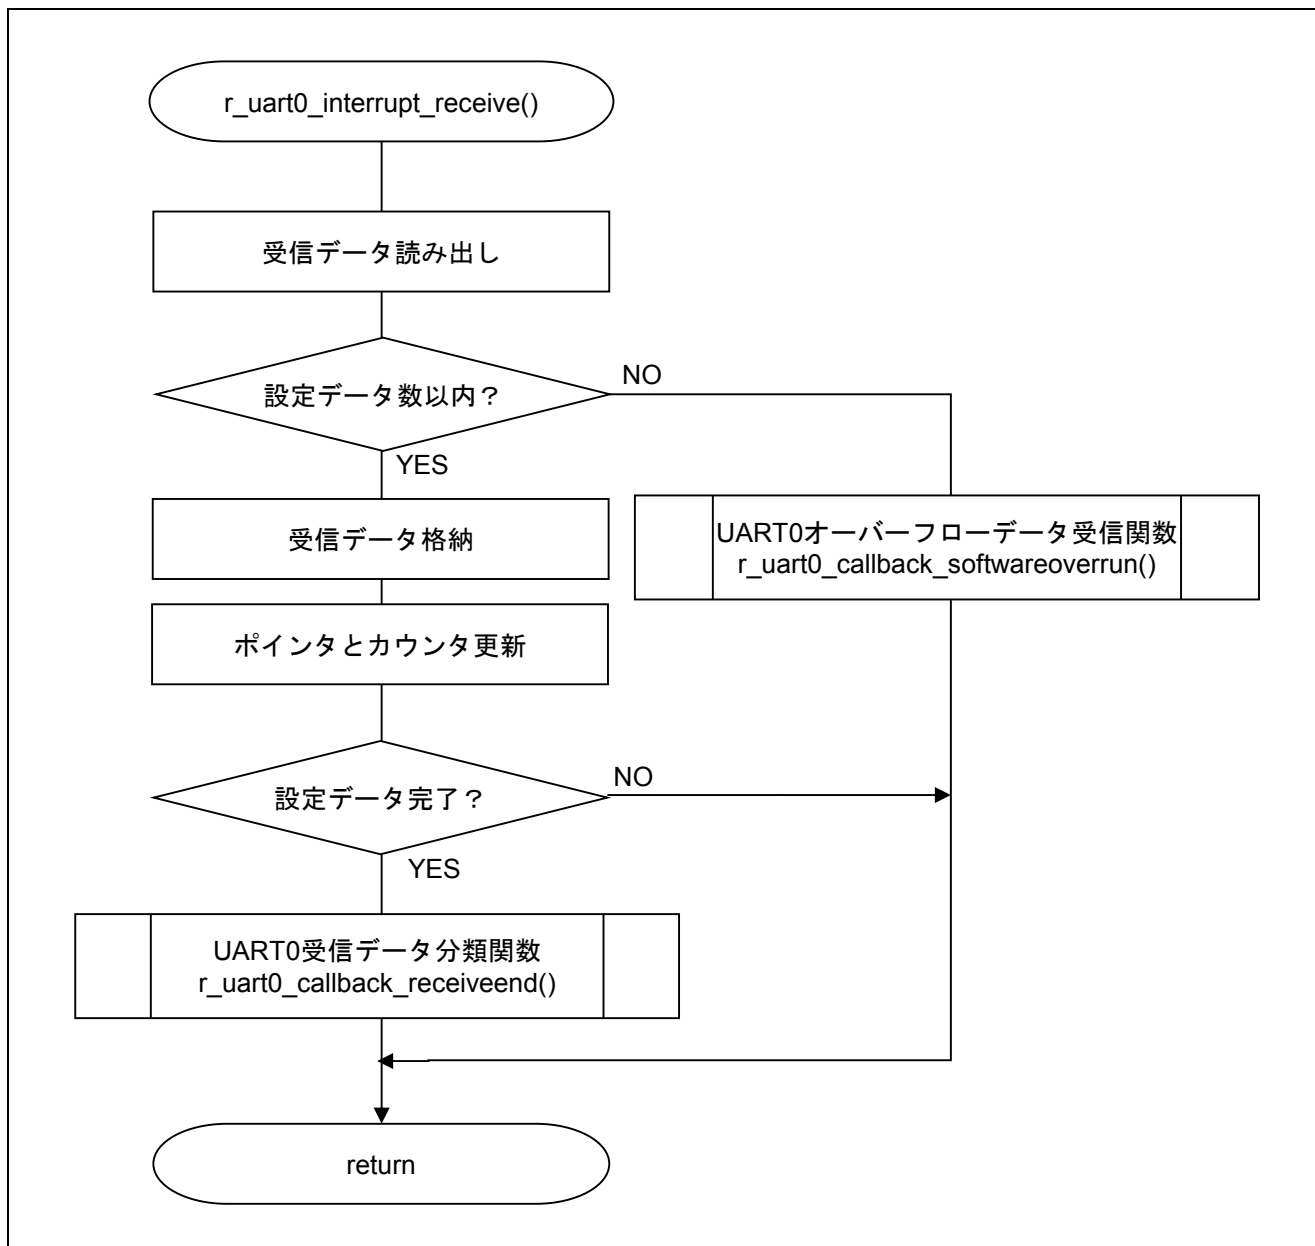 r_uart0_interrupt_receive()
受信データ読み出し
設定データ数以内？
NO
YES
受信データ格納
UART0オーバーフローデータ受信関数
r_uart0_callback_softwareoverrun()
ポインタとカウンタ更新
設定データ完了？
NO
YES
UART0受信データ分類関数
r_uart0_callback_receiveend()
return